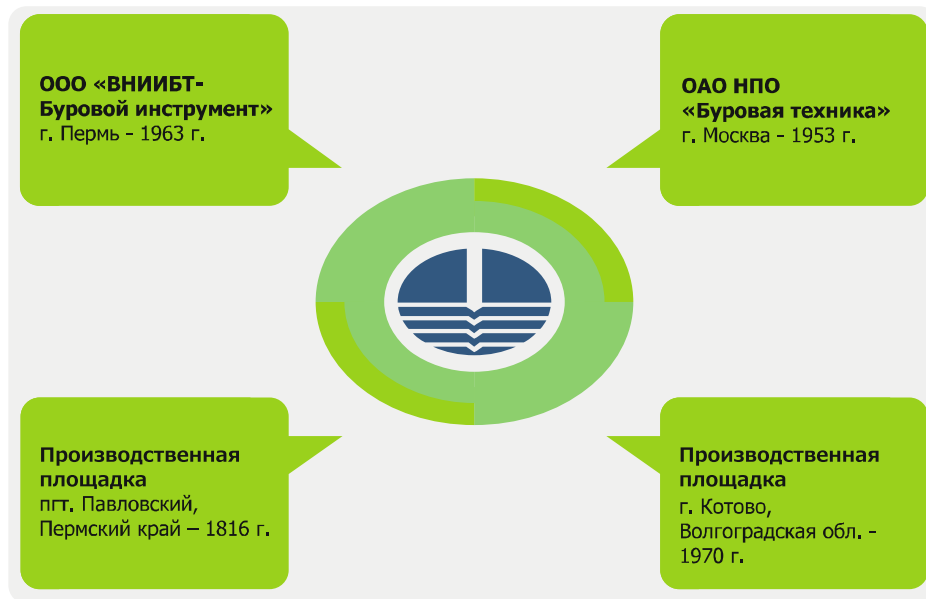 ООО «ВНИИБТ-
Буровой инструмент»
г. Пермь - 1963 г.
ОАО НПО
«Буровая техника»
г. Москва - 1953 г.
Производственная
площадка
пгт. Павловский,
Пермский край – 1816 г.
Производственная
площадка
г. Котово,
Волгоградская обл. -
1970 г.